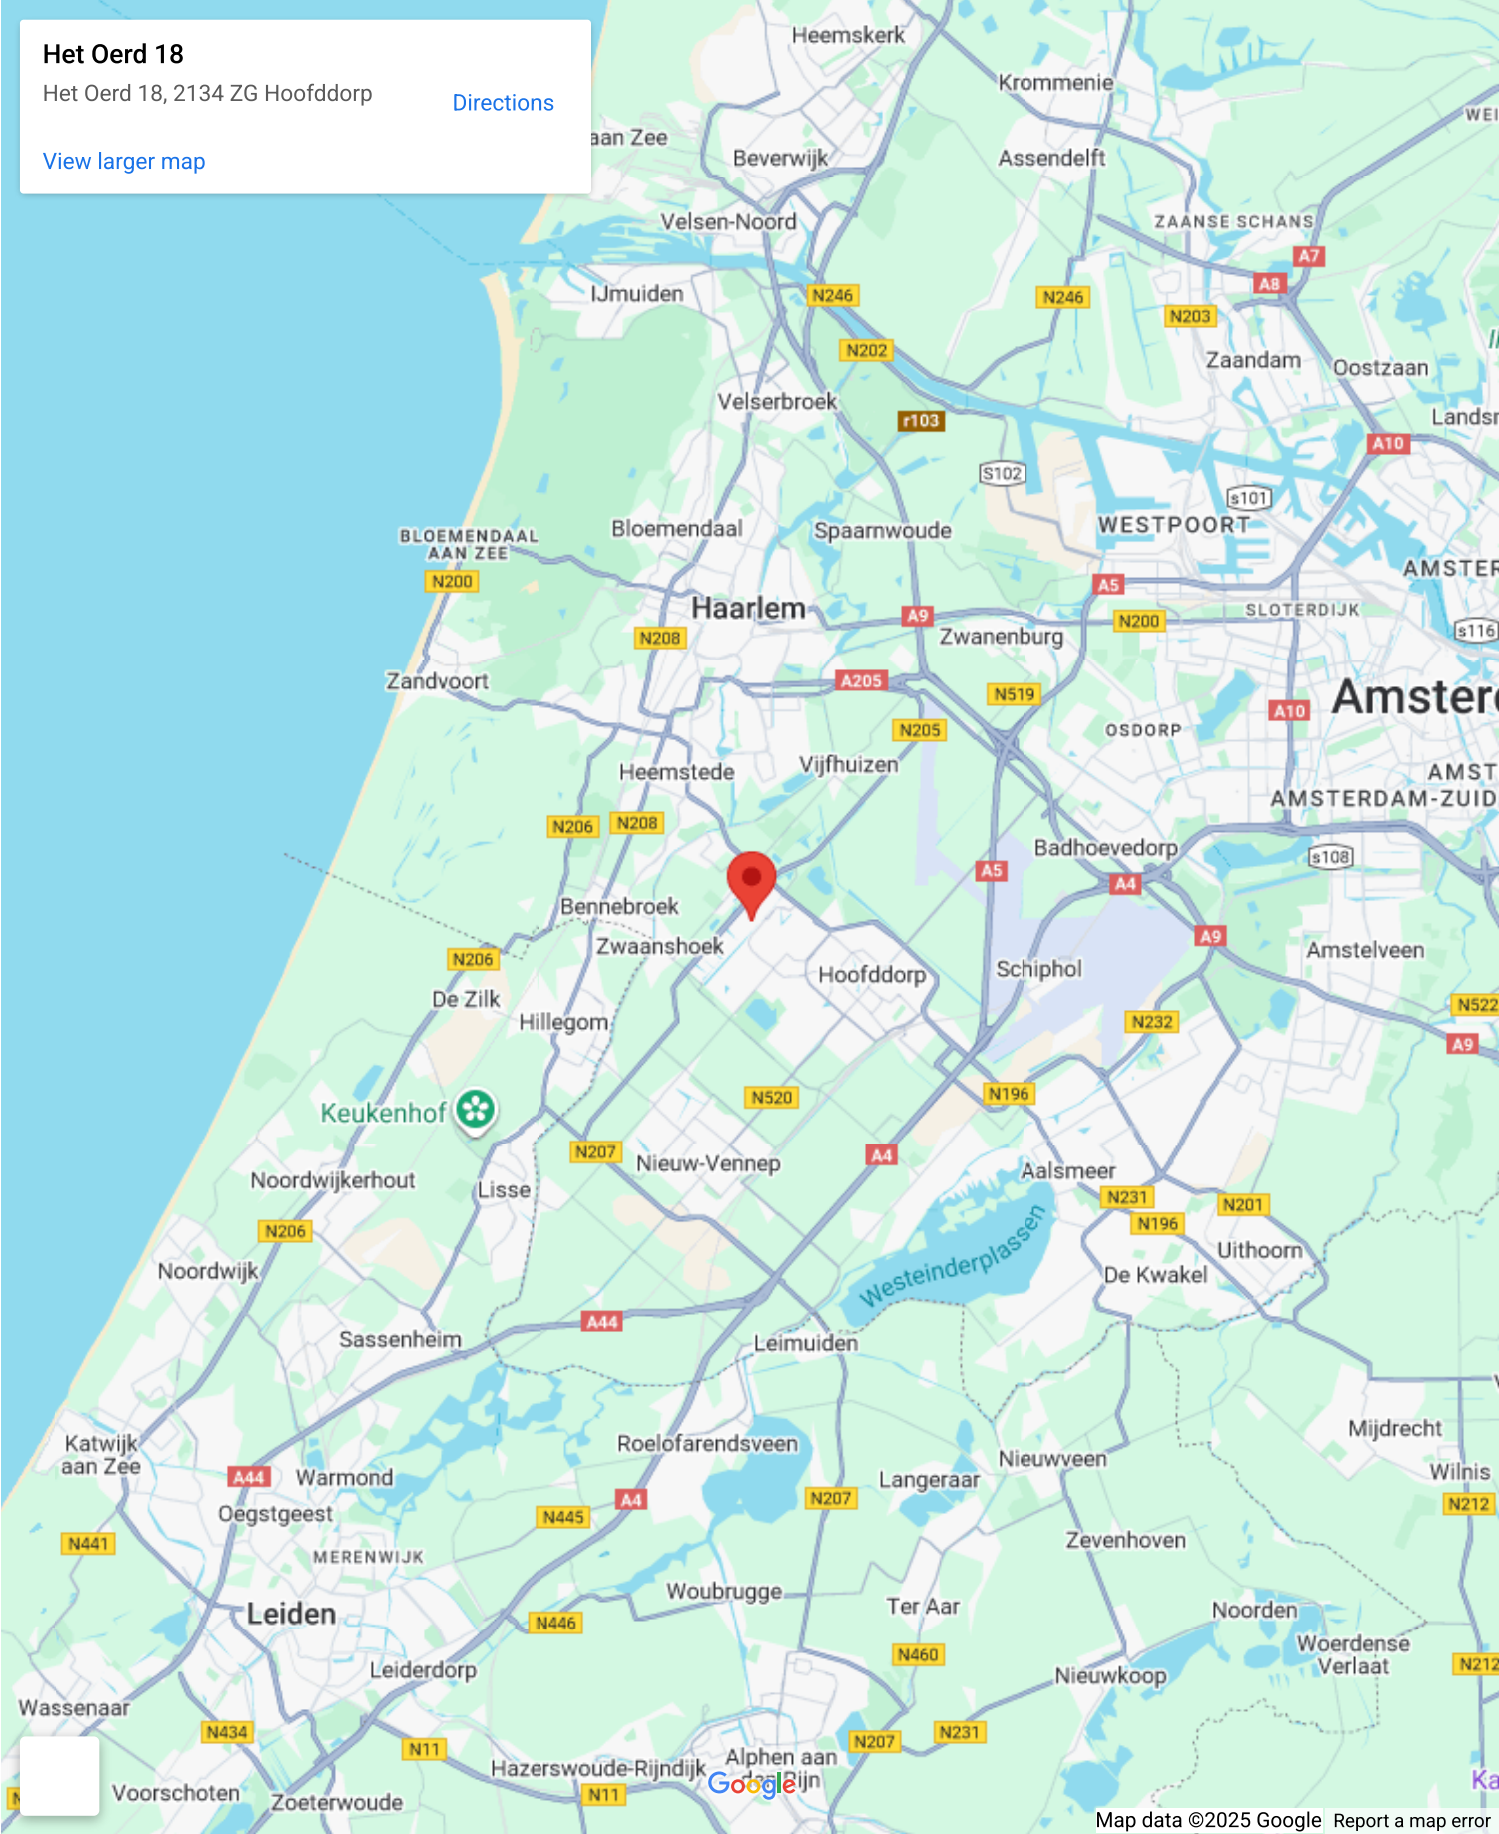 Het Oerd 18
Het Oerd 18, 2134 ZG Hoofddorp
Directions
View larger map
Heemskerk
Krommenie
aan Zee
Beverwijk
Assendelft
Velsen-Noord
ZAANSE SCHANS
A7
A8
IJmuiden
N246
N246
N203
N202
Zaandam
Oostzaan
Velserbroek
r103
Landsr
A10
S102
s101
BLOEMENDAAL
AAN ZEE
Bloemendaal
Spaarnwoude
WESTPOORT
N200
A5
AMSTER
Haarlem
A9
N200
SLOTERDIJK
N208
Zwanenburg
s116
Zandvoort
A205
N519
Amster
A10
N205
OSDORP
Heemstede
Vijfhuizen
AMST
AMSTERDAM-ZUID
N206
N208
Badhoevedorp
s108
A5
A4
Bennebroek
Zwaanshoek
A9
Amstelveen
N206
Hoofddorp
Schiphol
De Zilk
N522
Hillegom
N232
A9
Keukenhof
N520
N196
N207
Nieuw-Vennep
A4
Aalsmeer
Noordwijkerhout
Lisse
N231
N201
N206
N196
Westeinderplassen
Uithoorn
Noordwijk
De Kwakel
A44
Sassenheim
Leimuiden
Mijdrecht
Katwijk
aan Zee
Roelofarendsveen
Nieuwveen
A44
Warmond
Langeraar
Wilnis
A4
N207
N212
Oegstgeest
N445
N441
MERENWIJK
Zevenhoven
Woubrugge
Leiden
N446
Ter Aar
Noorden
Woerdense
Verlaat
N460
N212
Leiderdorp
Nieuwkoop
Wassenaar
N434
N11
N207
N231
Hazerswoude-Rijndijk
Alphen aan
den Rijn
Google
Ka
Voorschoten
Zoeterwoude
N11
Map data ©2025 Google
Report a map error